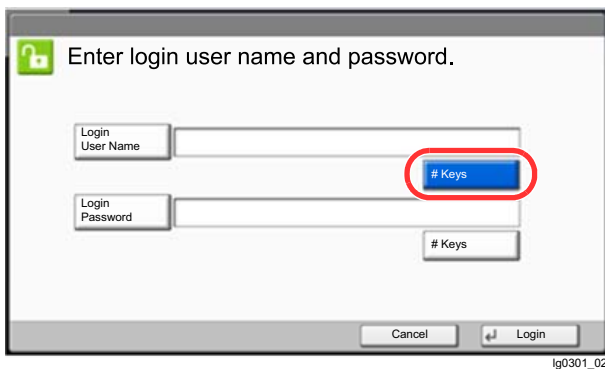 Enter login user name and password.
Login
User Name
# Keys
Login
Password
# Keys
Cancel
Login
lg0301_02